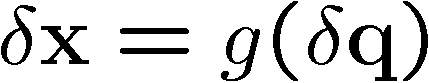 δx = g(δq)